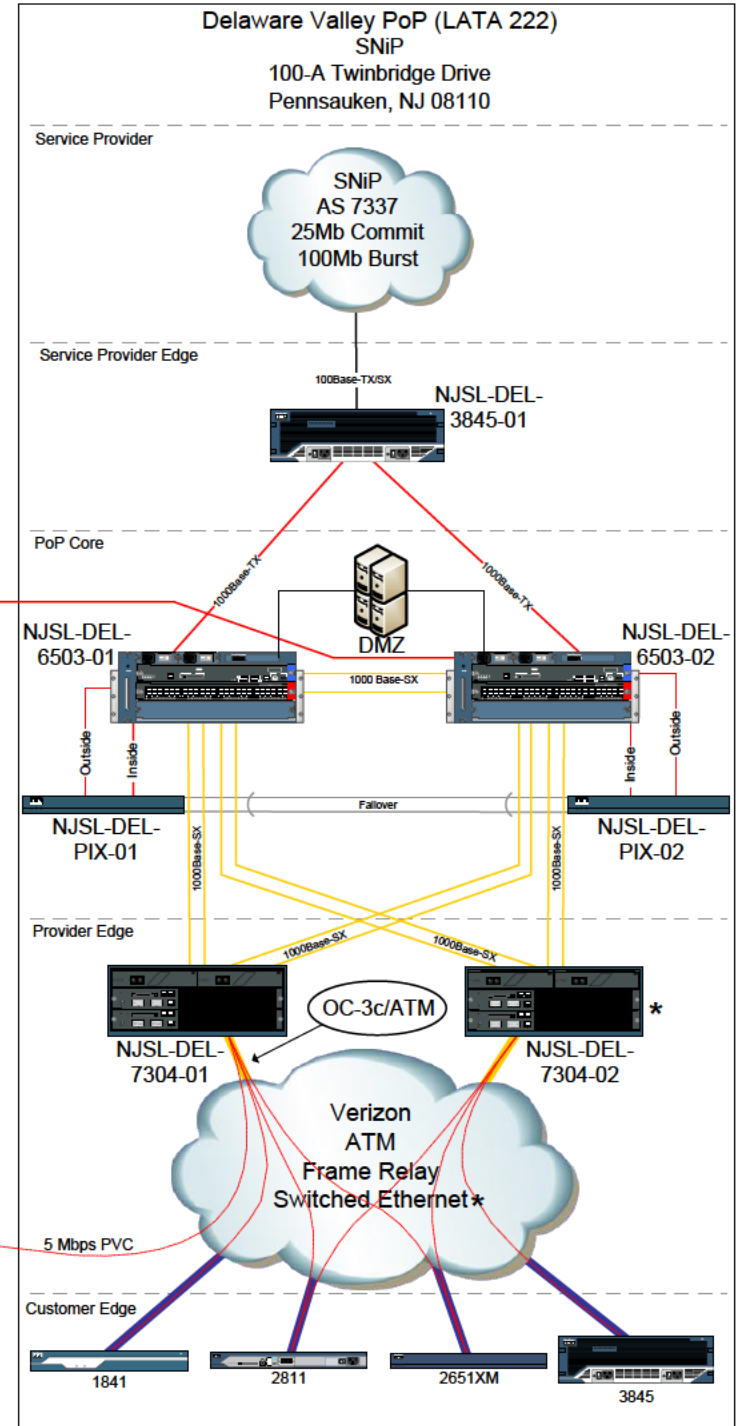 Delaware Valley PoP (LATA 222)
SNiP
100-A Twinbridge Drive
Pennsauken, NJ 08110
Service Provider
SNiP
AS 7337
25Mb Commit
100Mb Burst
Service Provider Edge
100Base-TX/SX
NJSL-DEL-
3845-01
PoP Core
1000Base-TX
1000Base-TX
DMZ
NJSL-DEL-
6503-01
NJSL-DEL-
6503-02
1000 Base-SX
Outside
Inside
Inside
Outside
Failover
NJSL-DEL-
PIX-01
NJSL-DEL-
PIX-02
1000Base-SX
1000Base-SX
Provider Edge
1000Base-SX
1000Base-SX
OC-3c/ATM
*
NJSL-DEL-
7304-01
NJSL-DEL-
7304-02
Verizon
ATM
Frame Relay
Switched Ethernet*
5 Mbps PVC
Customer Edge
1841
2811
2651XM
3845